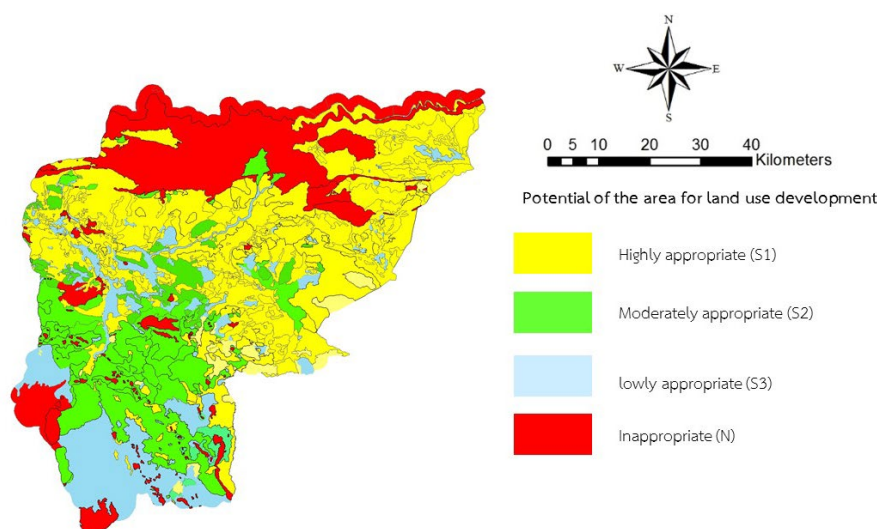 N
W E
S
0 5 10 20 30 40
Kilometers
Potential of the area for land use development
Highly appropriate (S1)
Moderately appropriate (S2)
lowly appropriate (S3)
Inappropriate (N)